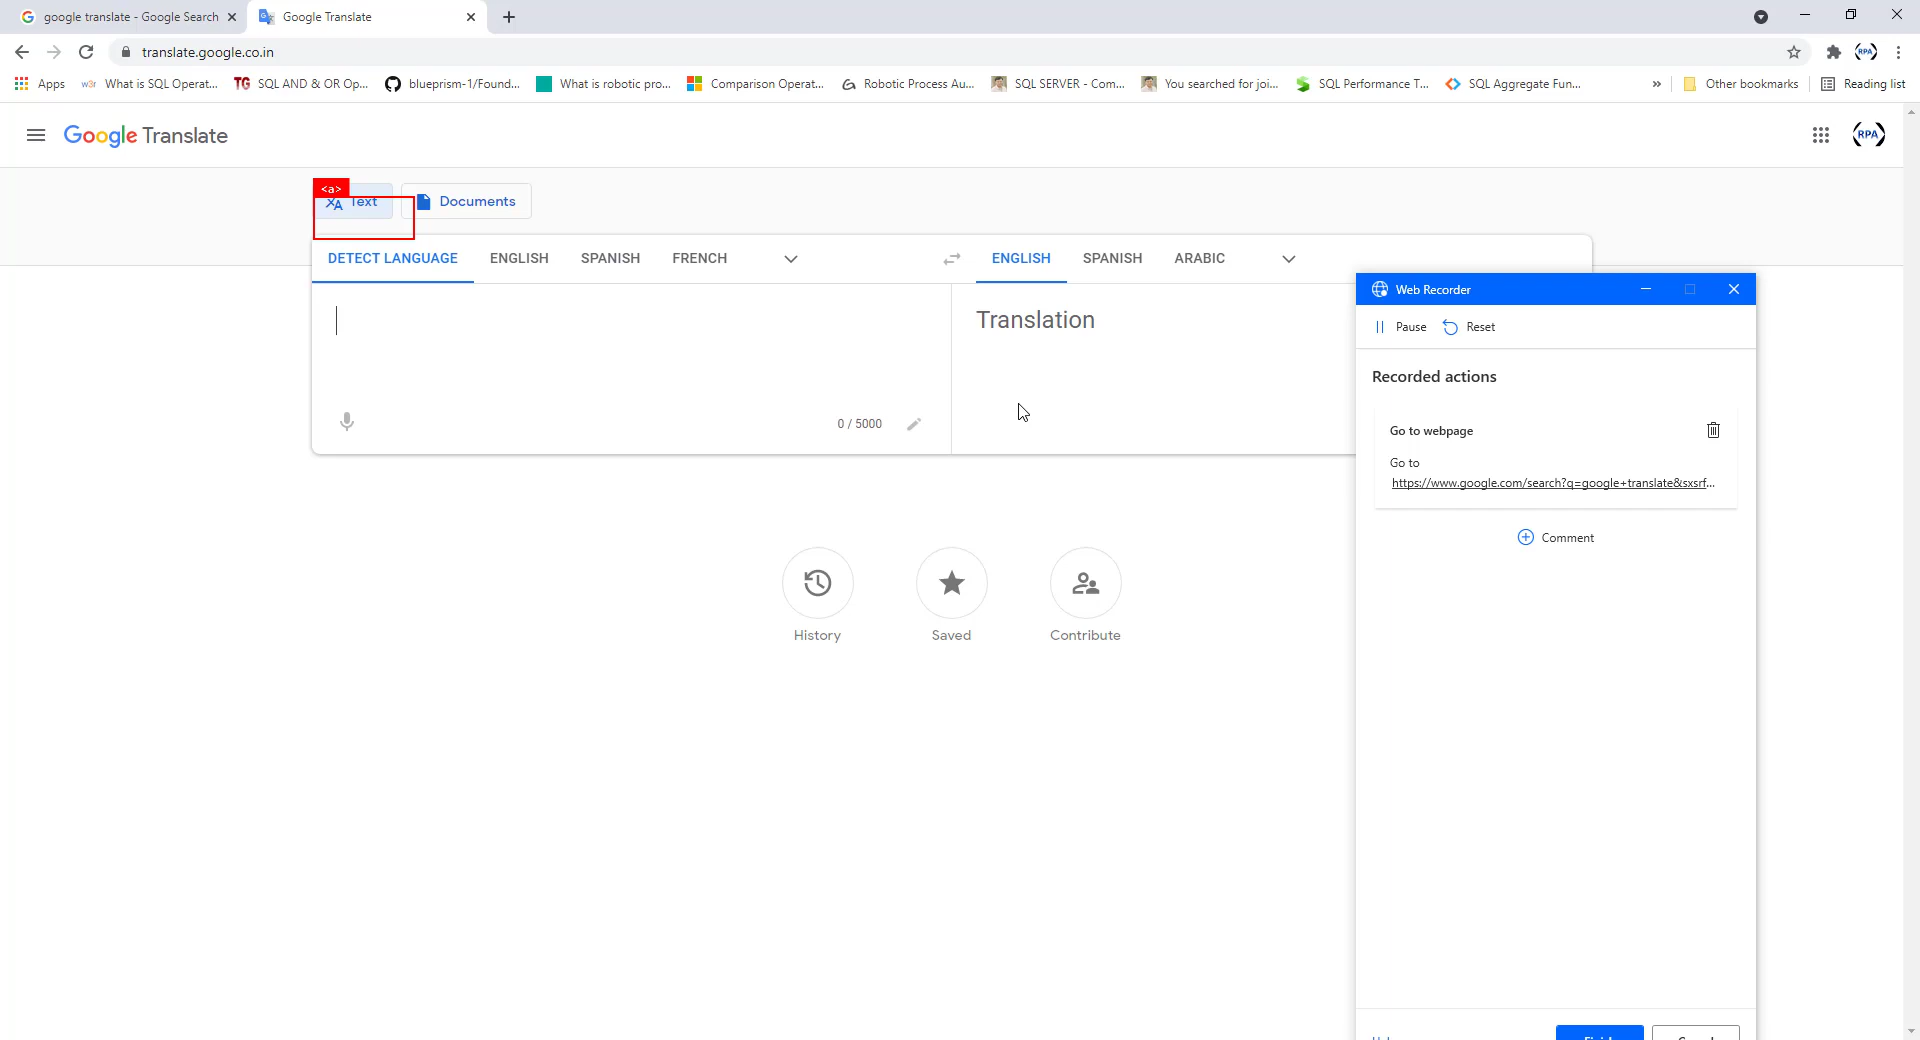 google translate - Google Search
Google Translate
translate.google.co.in
(RPA)
Apps
w3r
What is SQL Operat...
TG
SQL AND & OR Op...
blueprism-1/Found...
What is robotic pro...
Comparison Operat...
Robotic Process Au...
SQL SERVER - Com...
You searched for joi...
SQL Performance T...
SQL Aggregate Fun...
»
Other bookmarks
Reading list
Google Translate
(RPA)
<a>
Text
Documents
DETECT LANGUAGE
ENGLISH
SPANISH
FRENCH
ENGLISH
SPANISH
ARABIC
Translation
0 / 5000
History
Saved
Contribute
Web Recorder
Pause
Reset
Recorded actions
Go to webpage
Go to
https://www.google.com/search?q=google+translate&sxsrf...
Comment